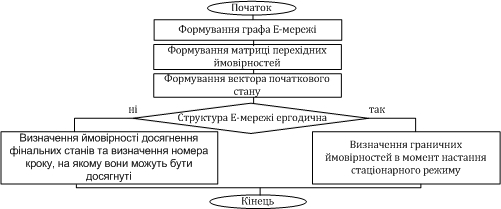 Початок
Формування графа Е-мережі
Формування матриці перехідних
ймовірностей
Формування вектора початкового
стану
ні
Структура Е-мережі ергодична
так
Визначення ймовірності досягнення
фінальних станів та визначення номера
кроку, на якому вони можуть бути
досягнуті
Визначення граничних
ймовірностей в момент настання
стаціонарного режиму
Кінець